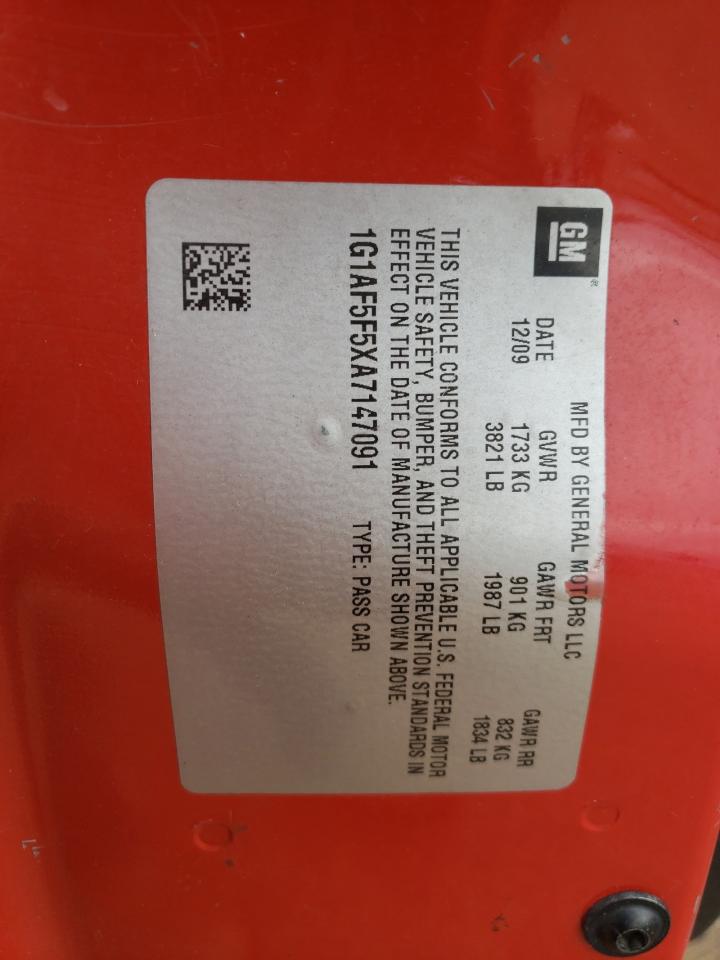 GM
®
MFD BY GENERAL MOTORS LLC
DATE GVWR GAWR FRT GAWR RR
12/09 1733 KG 901 KG 832 KG
3821 LB 1987 LB 1834 LB
THIS VEHICLE CONFORMS TO ALL APPLICABLE U.S. FEDERAL MOTOR
VEHICLE SAFETY, BUMPER, AND THEFT PREVENTION STANDARDS IN
EFFECT ON THE DATE OF MANUFACTURE SHOWN ABOVE.
1G1AF5F5XA7147091 TYPE: PASS CAR